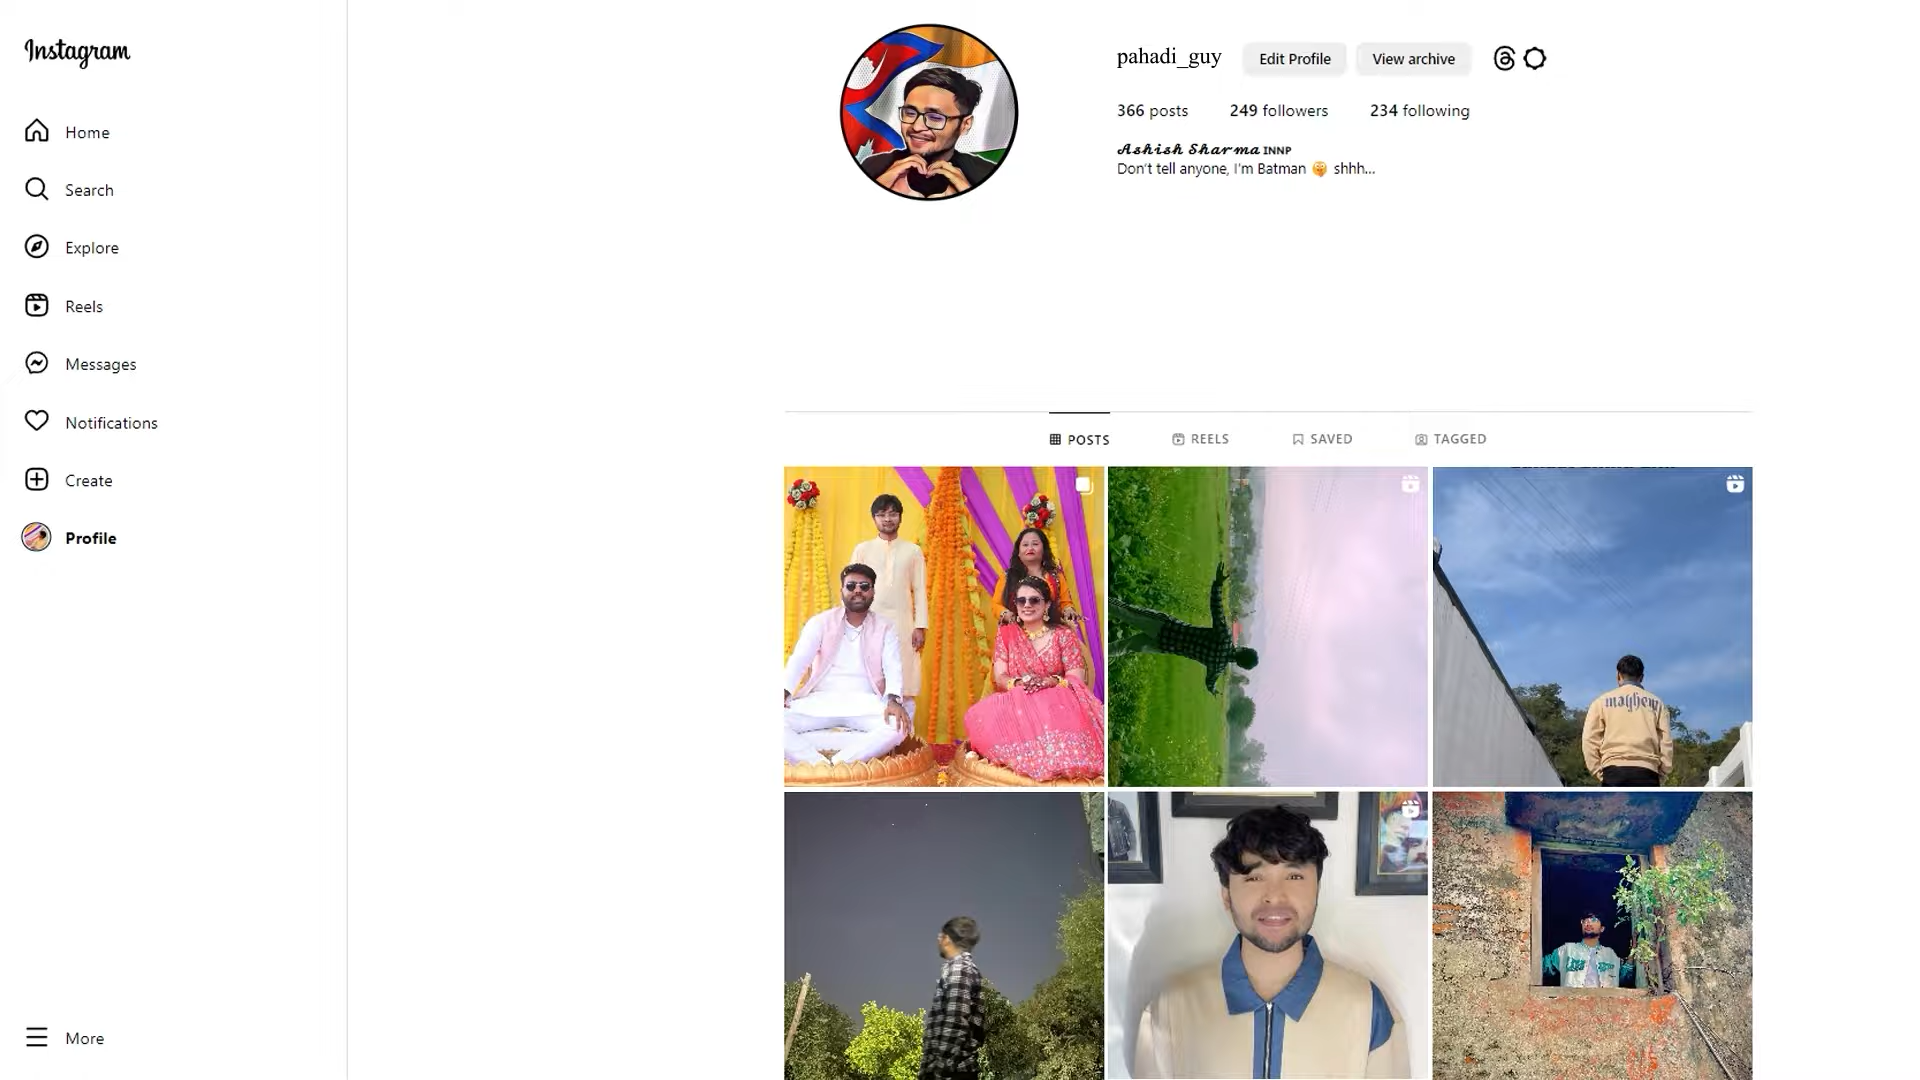 Instagram
Home
Search
Explore
Reels
Messages
Notifications
Create
Profile
More
pahadi_guy Edit Profile View archive
366 posts 249 followers 234 following
𝓐𝓼𝓱𝓲𝓼𝓱 𝓢𝓱𝓪𝓻𝓶𝓪 ɪɴɴᴘ
Don't tell anyone, I'm Batman 🤫 shhh...
POSTS REELS SAVED TAGGED
mayhem